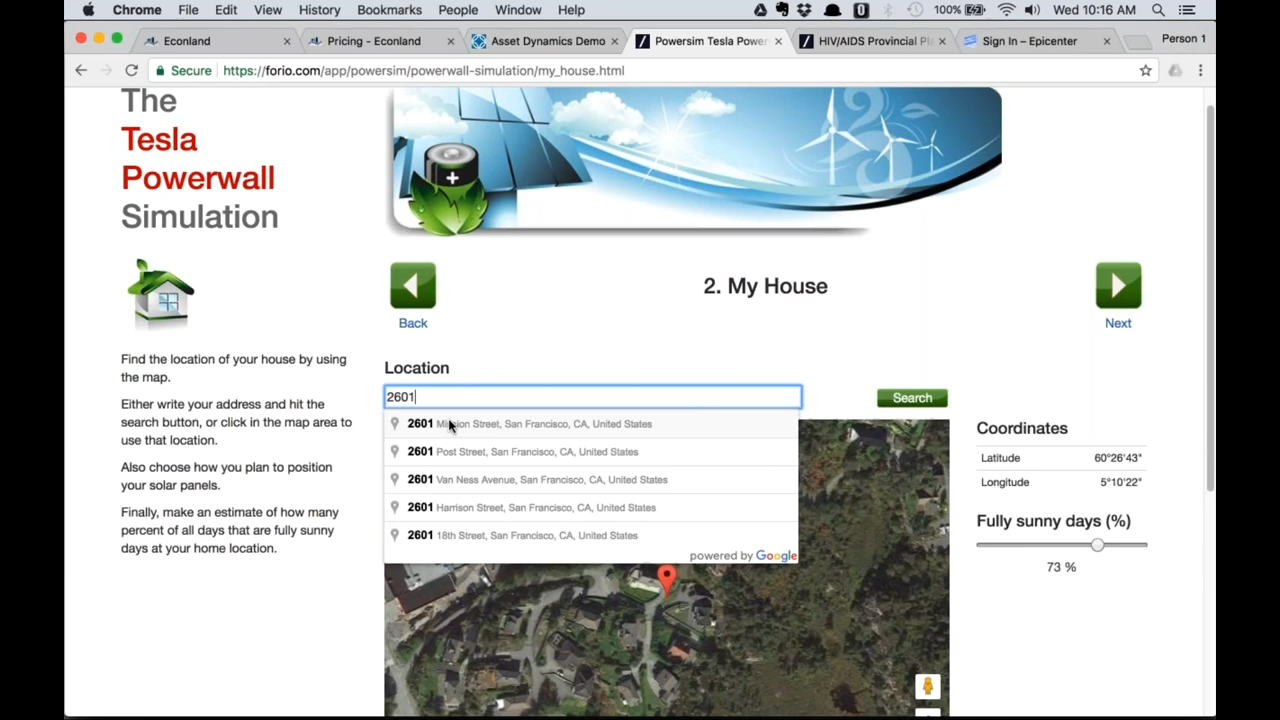 Chrome File Edit View History Bookmarks People Window Help 100% Wed 10:16 AM
Econland Pricing - Econland Asset Dynamics Demo Powersim Tesla Power HIV/AIDS Provincial Pl Sign In – Epicenter Person 1
Secure https://forio.com/app/powersim/powerwall-simulation/my_house.html
The
Tesla
Powerwall
Simulation
2. My House
Back
Next
Find the location of your house by using
the map.
Either write your address and hit the
search button, or click in the map area to
use that location.
Also choose how you plan to position
your solar panels.
Finally, make an estimate of how many
percent of all days that are fully sunny
days at your home location.
Location
2601
Search
2601 Mission Street, San Francisco, CA, United States
2601 Post Street, San Francisco, CA, United States
2601 Van Ness Avenue, San Francisco, CA, United States
2601 Harrison Street, San Francisco, CA, United States
2601 18th Street, San Francisco, CA, United States
powered by Google
Coordinates
Latitude 60°26'43"
Longitude 5°10'22"
Fully sunny days (%)
73 %